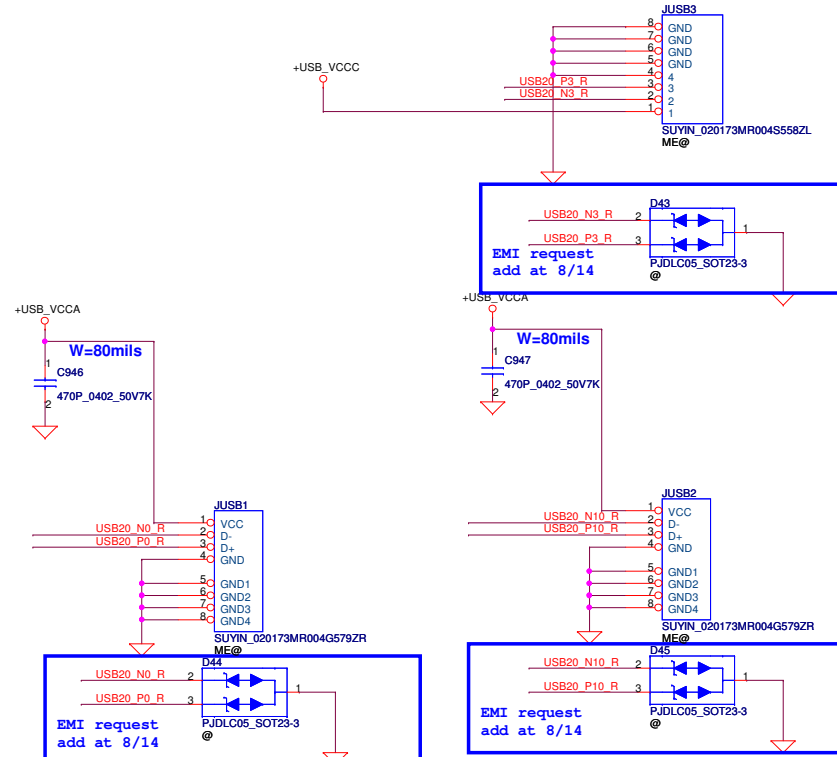 JUSB3
8 GND
7 GND
6 GND
5 GND
4 4
USB20_P3_R 3 3
USB20_N3_R 2 2
1 1
+USB_VCCC
SUYIN_020173MR004S558ZL
ME@
D43
USB20_N3_R 2
1
USB20_P3_R 3
EMI request
add at 8/14
PJDLC05_SOT23-3
@
+USB_VCCA
W=80mils
1
C946
470P_0402_50V7K
2
+USB_VCCA
W=80mils
1
C947
470P_0402_50V7K
2
JUSB1
1 VCC
USB20_N0_R 2 D-
USB20_P0_R 3 D+
4 GND
5 GND1
6 GND2
7 GND3
8 GND4
SUYIN_020173MR004G579ZR
ME@
D44
USB20_N0_R 2
1
USB20_P0_R 3
EMI request
add at 8/14
PJDLC05_SOT23-3
@
JUSB2
1 VCC
USB20_N10_R 2 D-
USB20_P10_R 3 D+
4 GND
5 GND1
6 GND2
7 GND3
8 GND4
SUYIN_020173MR004G579ZR
ME@
D45
USB20_N10_R 2
1
USB20_P10_R 3
EMI request
add at 8/14
PJDLC05_SOT23-3
@